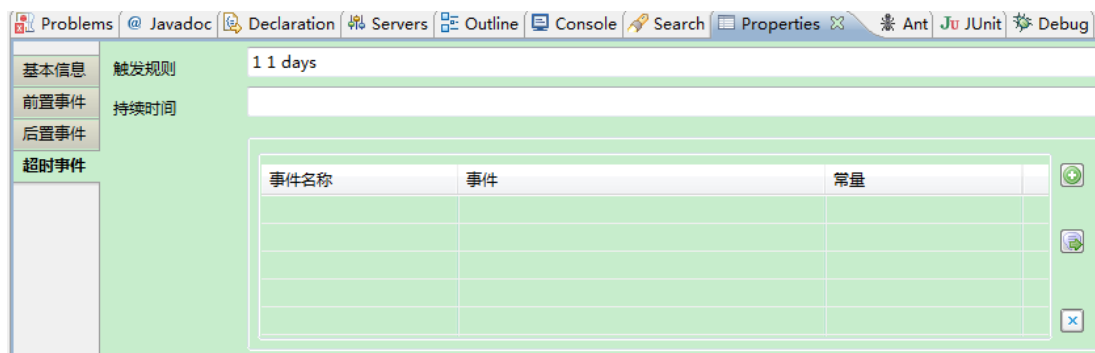 Problems @ Javadoc Declaration Servers Outline Console Search Properties Ant Ju JUnit Debug
基本信息 触发规则 1 1 days
前置事件 持续时间
后置事件
超时事件
事件名称 事件 常量